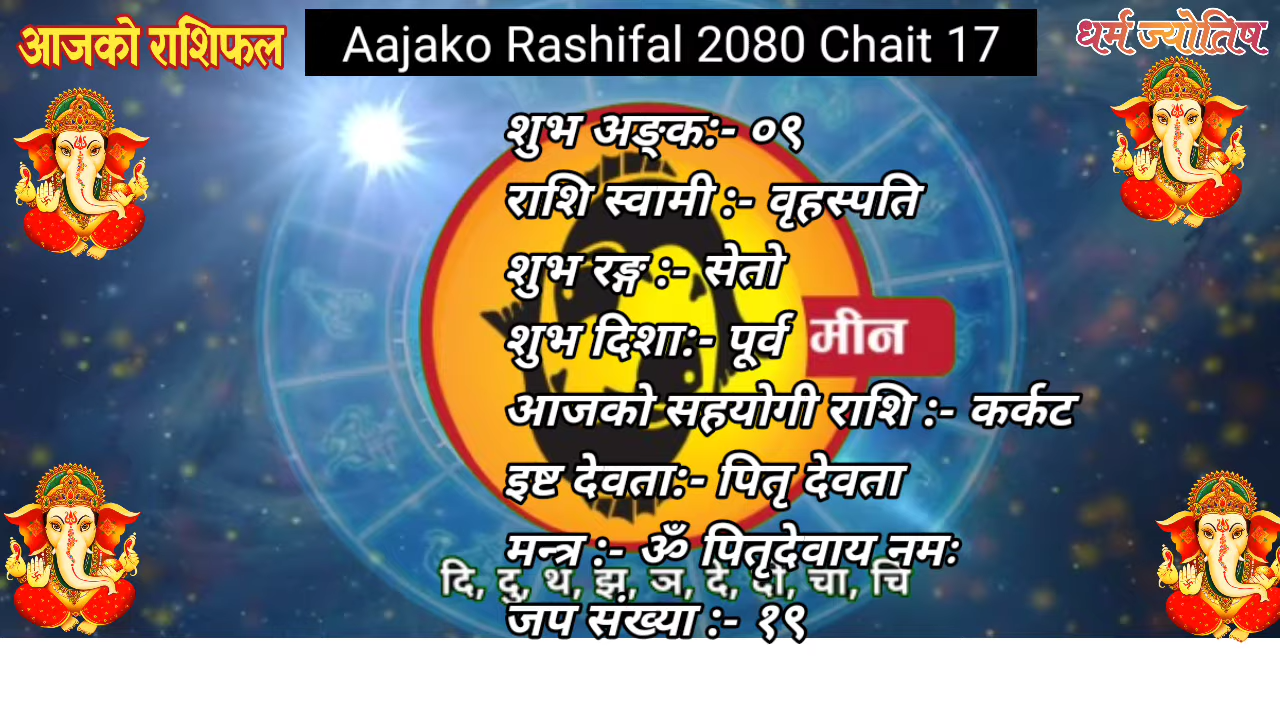 आजको राशिफल
Aajako Rashifal 2080 Chait 17
धर्म ज्योतिष
शुभ अङ्क:- ०९
राशि स्वामी :- वृहस्पति
शुभ रङ्ग :- सेतो
शुभ दिशा:- पूर्व
मीन
आजको सहयोगी राशि :- कर्कट
इष्ट देवता:- पितृ देवता
मन्त्र :- ॐ पितृदेवाय नमः
दि, दु, थ, झ, ञ, दे, दो, चा, चि
जप संख्या :- १९